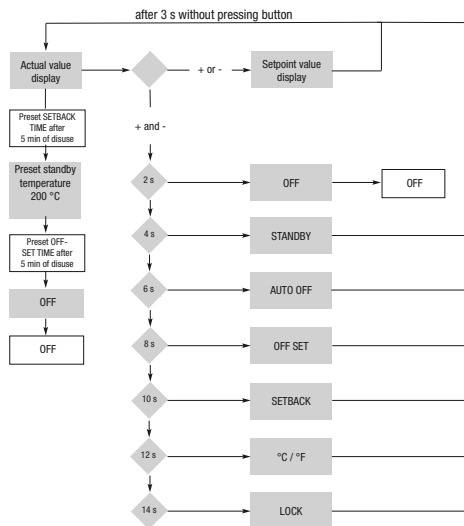 after 3 s without pressing button
Actual value
display
+ or -
Setpoint value
display
Preset SETBACK
TIME after
5 min of disuse
+ and -
Preset standby
temperature
200 °C
2 s
OFF
OFF
Preset OFF-
SET TIME after
5 min of disuse
4 s
STANDBY
OFF
6 s
AUTO OFF
OFF
8 s
OFF SET
10 s
SETBACK
12 s
°C / °F
14 s
LOCK